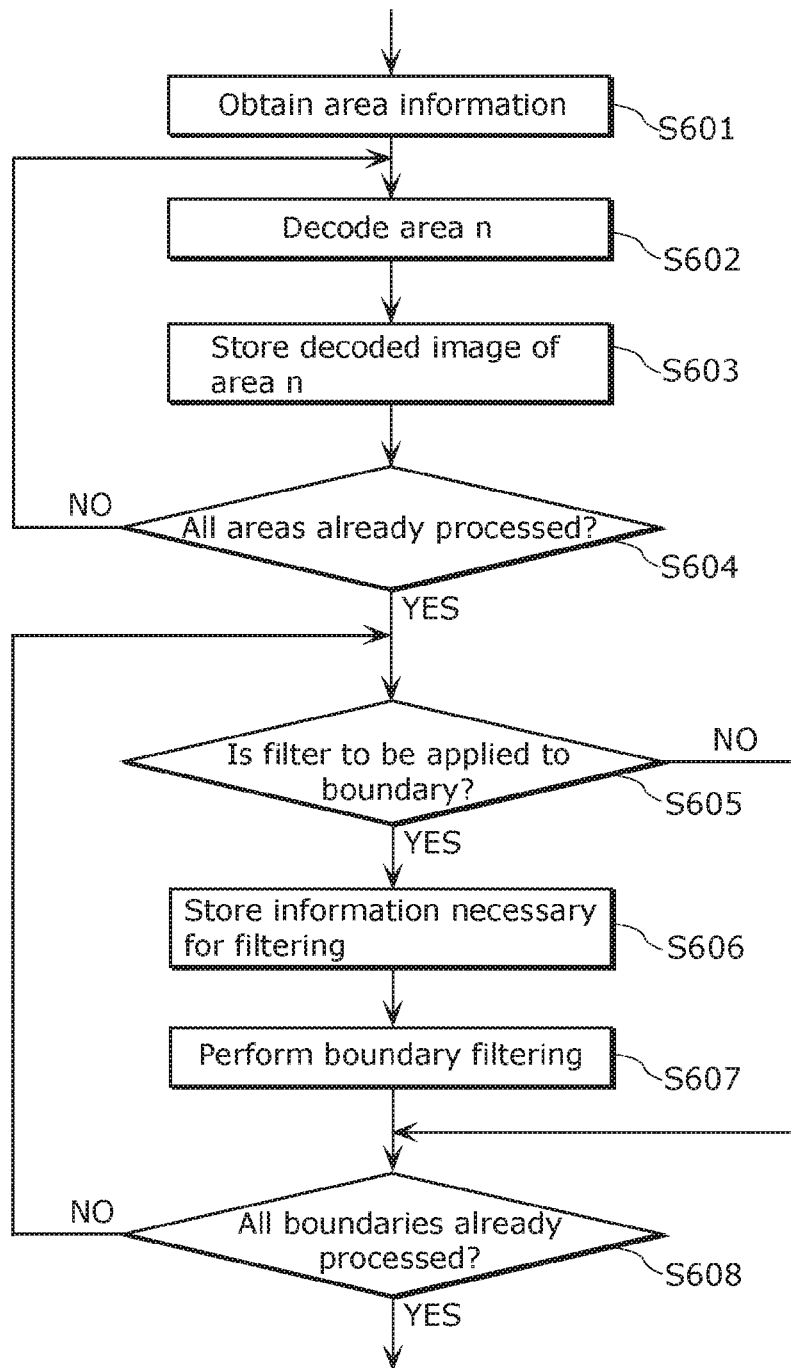 Obtain area information
S601
Decode area n
S602
Store decoded image of
area n
S603
NO
All areas already processed?
S604
YES
Is filter to be applied to
boundary?
NO
S605
YES
Store information necessary
for filtering
S606
Perform boundary filtering
S607
NO
All boundaries already
processed?
S608
YES